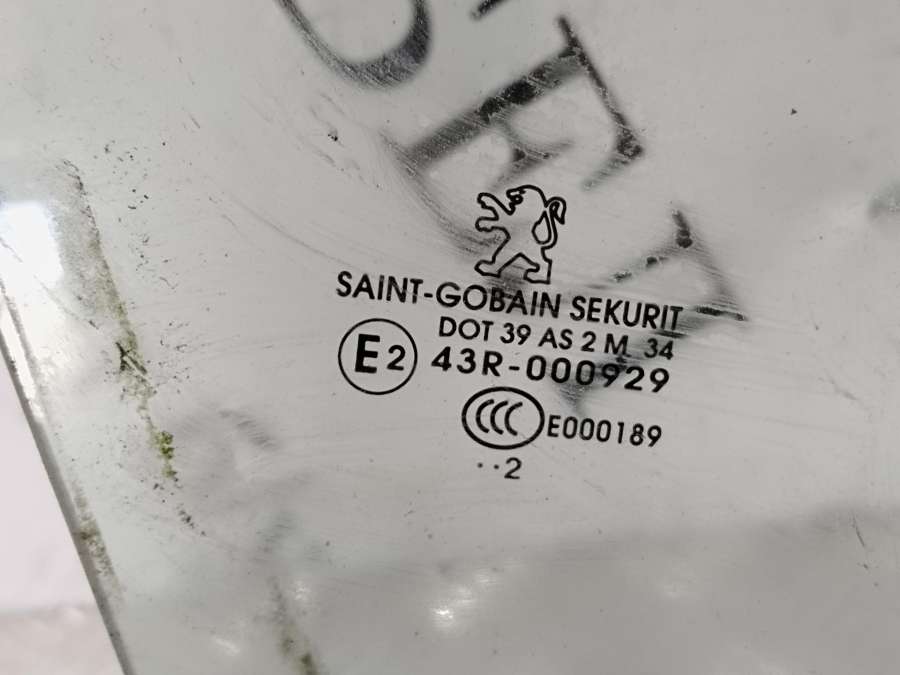 SAINT-GOBAIN SEKURIT
DOT 39 AS 2 M 34
E2 43R-000929
CCC E000189
··2